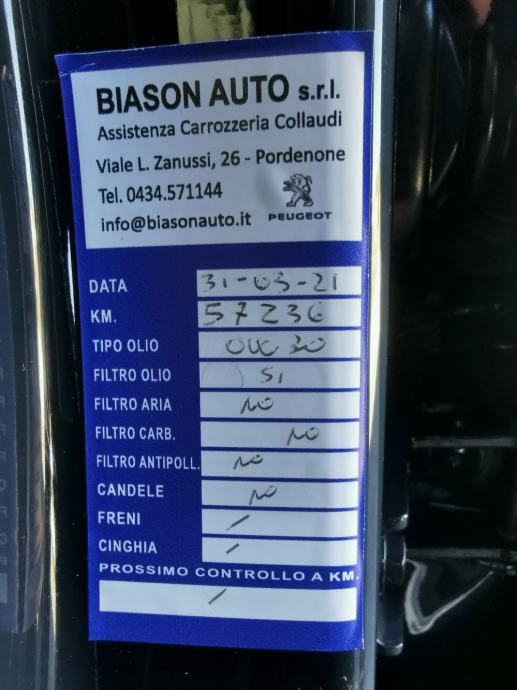 BIASON AUTO s.r.l.
Assistenza Carrozzeria Collaudi
Viale L. Zanussi, 26 - Pordenone
Tel. 0434.571144
info@biasonauto.it PEUGEOT
DATA 31-03-21
KM. 57236
TIPO OLIO 0W30
FILTRO OLIO SI
FILTRO ARIA NO
FILTRO CARB. NO
FILTRO ANTIPOLL. NO
CANDELE NO
FRENI /
CINGHIA /
PROSSIMO CONTROLLO A KM.
/